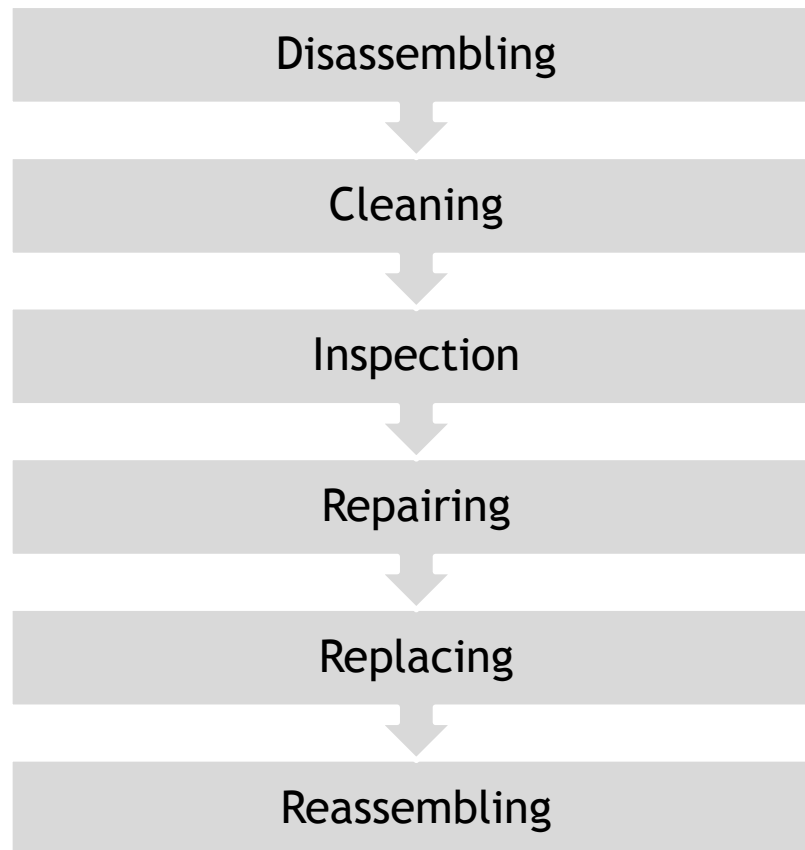 Disassembling
Cleaning
Inspection
Repairing
Replacing
Reassembling